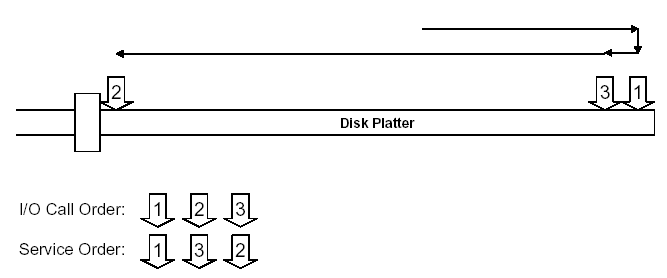 2 3 1
Disk Platter
I/O Call Order: 1 2 3
Service Order: 1 3 2